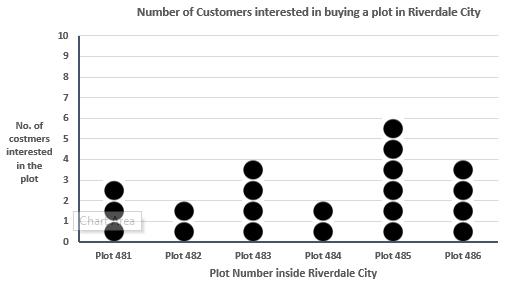 Number of Customers interested in buying a plot in Riverdale City
10
9
8
7
6
5
4
3
2
1
0
No. of
costmers
interested
in the
plot
Chart Area
Plot 481 Plot 482 Plot 483 Plot 484 Plot 485 Plot 486
Plot Number inside Riverdale City